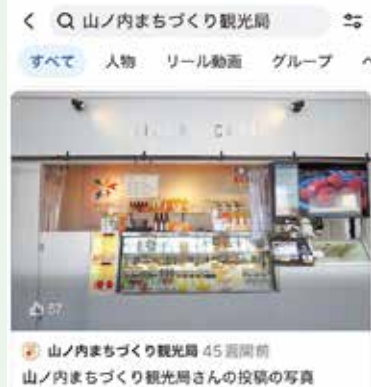 山ノ内まちづくり観光局
すべて 人物 リール動画 グループ
57
山ノ内まちづくり観光局 45週間前
山ノ内まちづくり観光局さんの投稿の写真